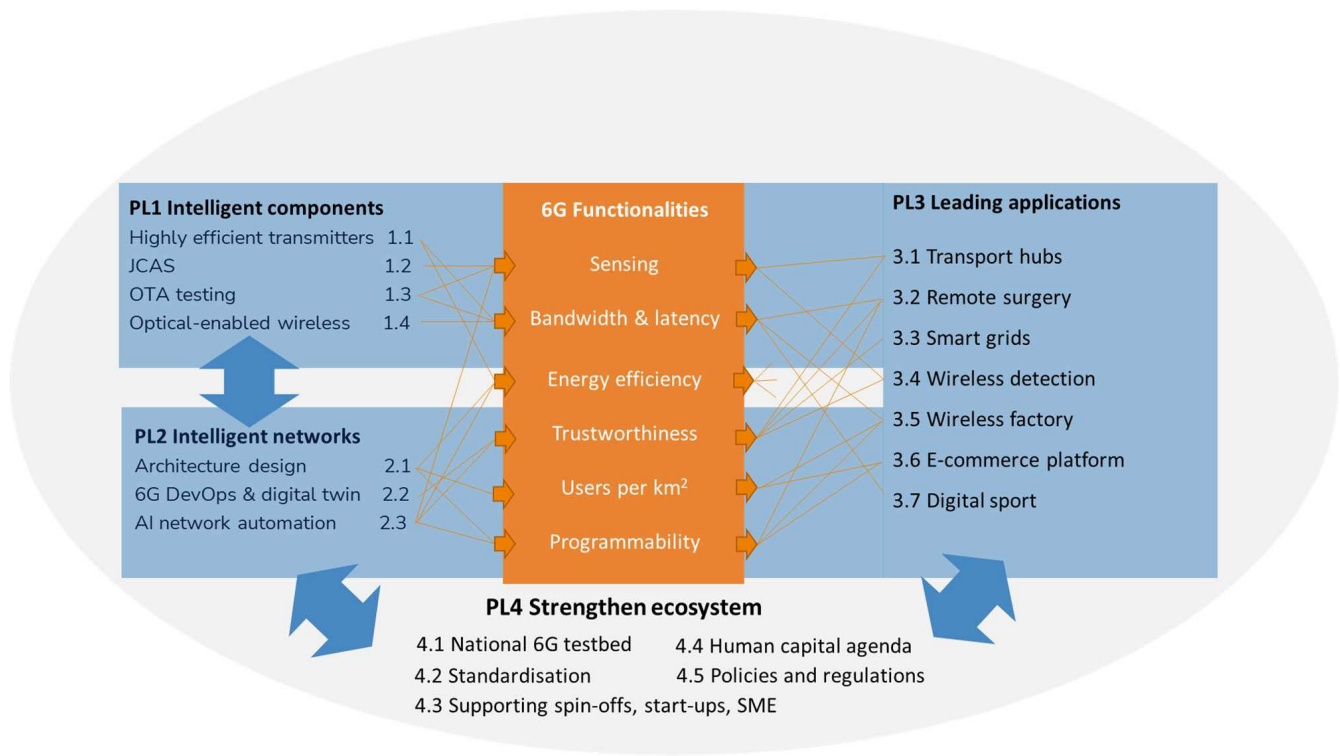 PL1 Intelligent components
Highly efficient transmitters 1.1
JCAS 1.2
OTA testing 1.3
Optical-enabled wireless 1.4
PL2 Intelligent networks
Architecture design 2.1
6G DevOps & digital twin 2.2
AI network automation 2.3
6G Functionalities
Sensing
Bandwidth & latency
Energy efficiency
Trustworthiness
Users per km²
Programmability
PL3 Leading applications
3.1 Transport hubs
3.2 Remote surgery
3.3 Smart grids
3.4 Wireless detection
3.5 Wireless factory
3.6 E-commerce platform
3.7 Digital sport
PL4 Strengthen ecosystem
4.1 National 6G testbed
4.2 Standardisation
4.3 Supporting spin-offs, start-ups, SME
4.4 Human capital agenda
4.5 Policies and regulations